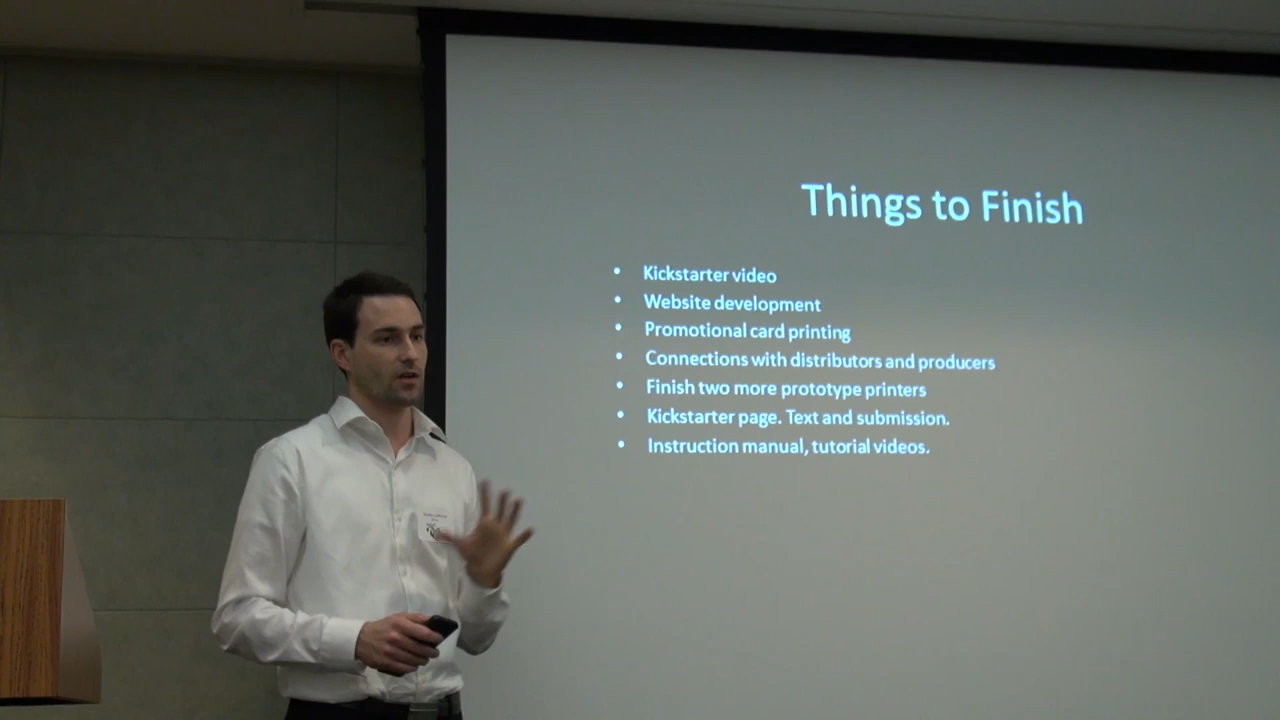 Things to Finish
• Kickstarter video
• Website development
• Promotional card printing
• Connections with distributors and producers
• Finish two more prototype printers
• Kickstarter page. Text and submission.
• Instruction manual, tutorial videos.